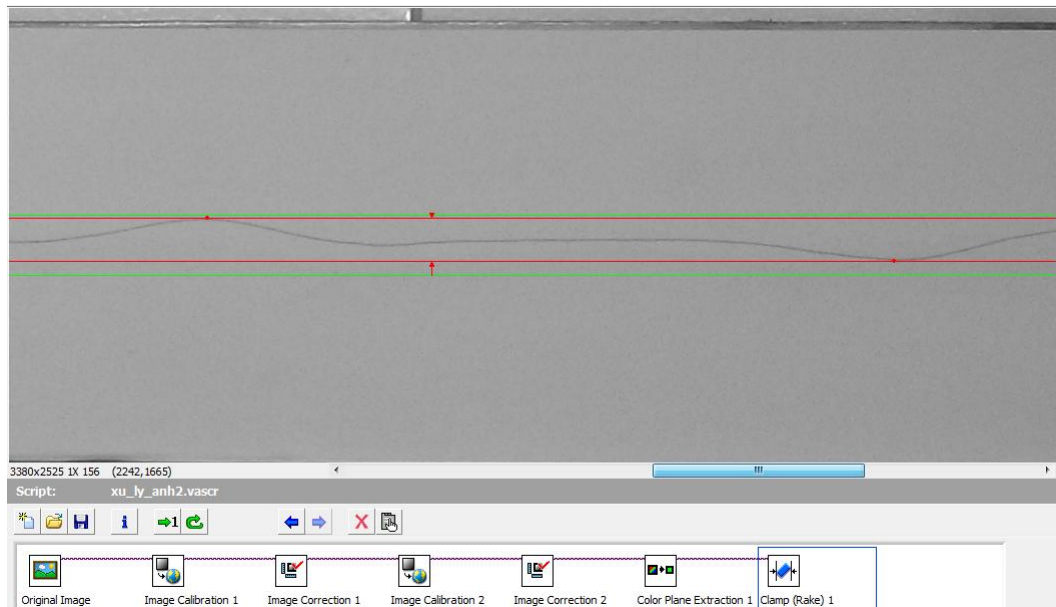 3380x2525 1X 156 (2242,1665)
Script: xu_ly_anh2.vascr
1
Original Image Image Calibration 1 Image Correction 1 Image Calibration 2 Image Correction 2 Color Plane Extraction 1 Clamp (Rake) 1